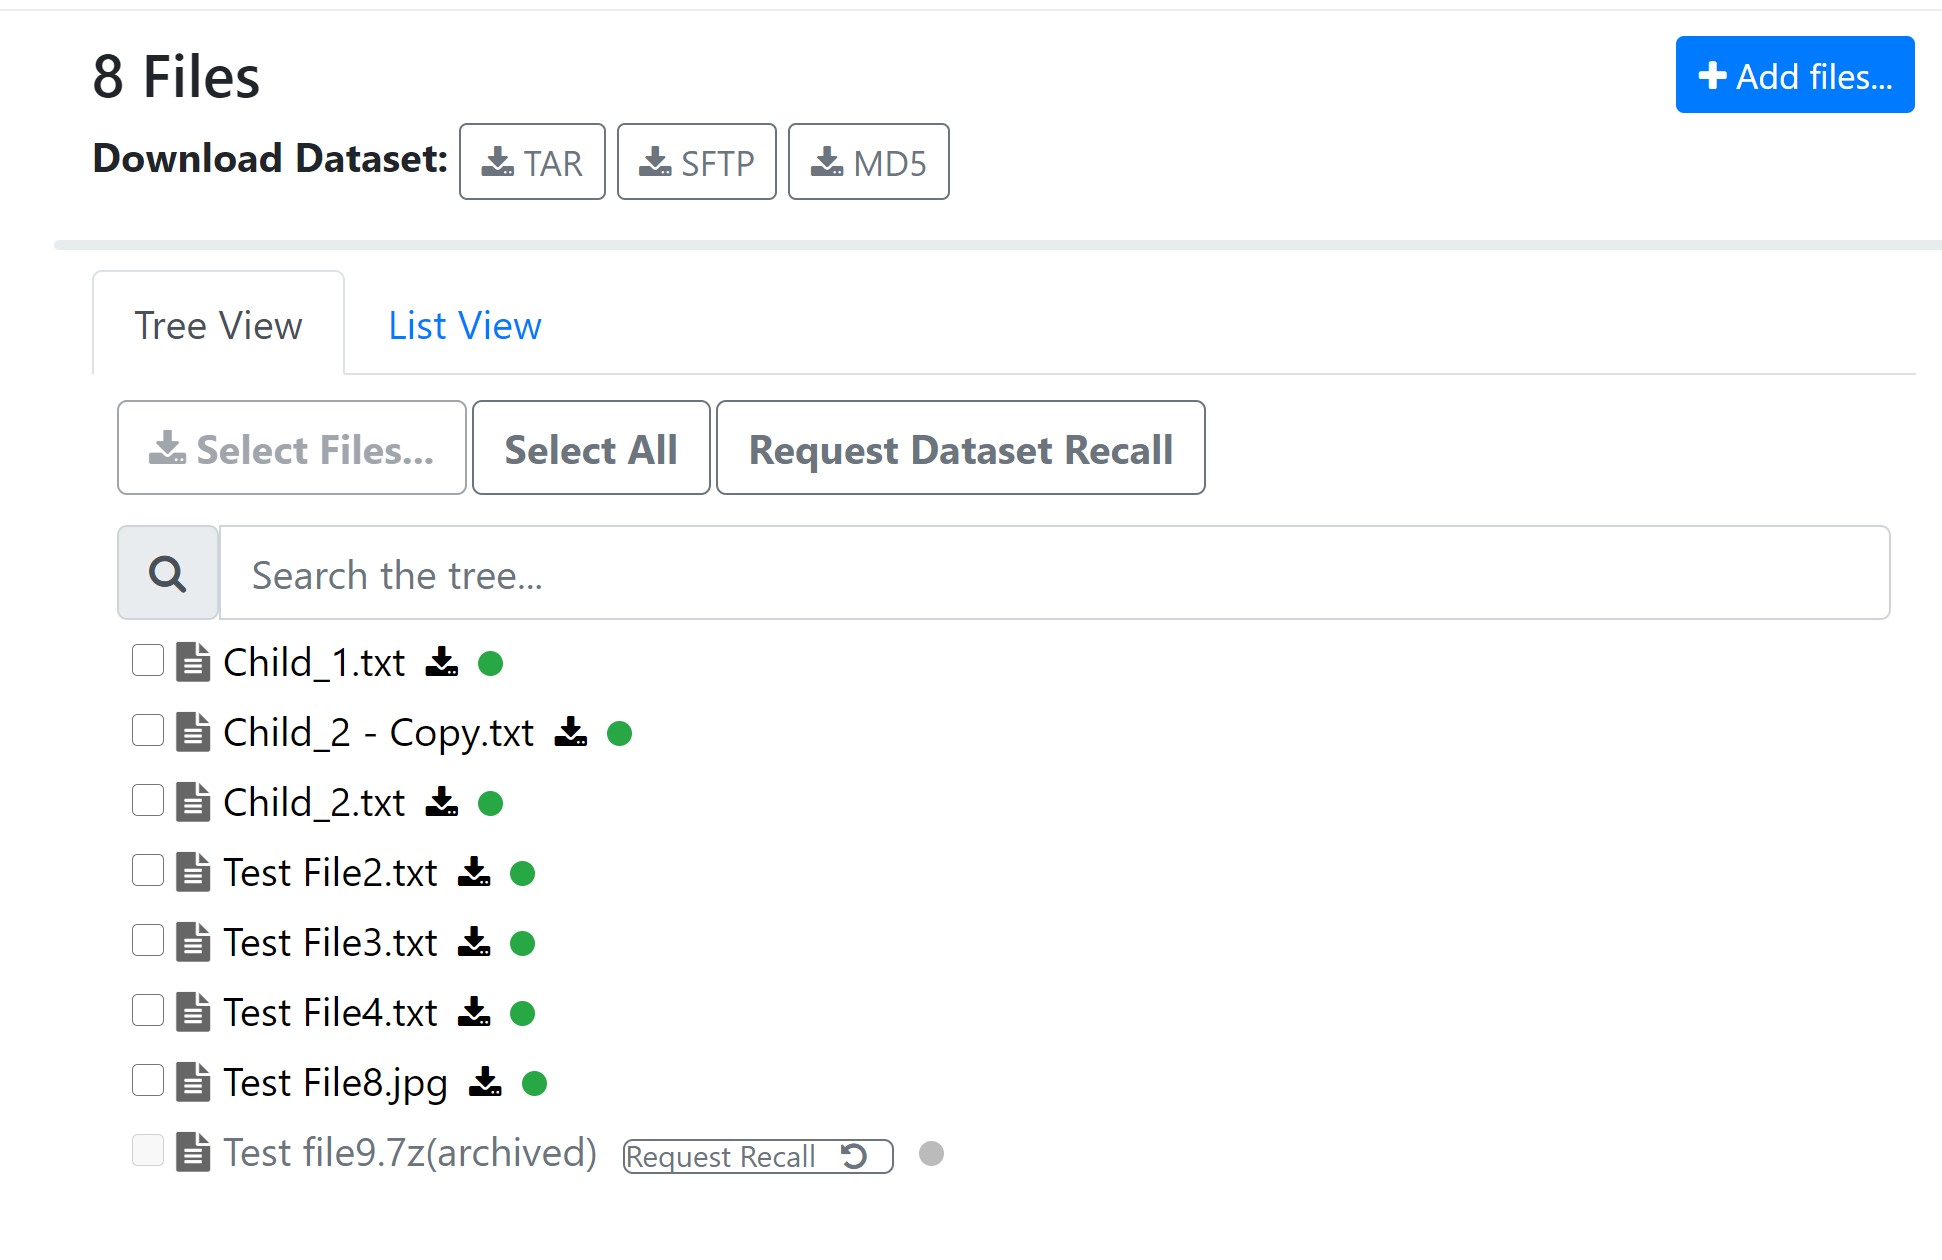 8 Files
Add files...
Download Dataset: TAR SFTP MD5
Tree View List View
Select Files... Select All Request Dataset Recall
Search the tree...
Child_1.txt
Child_2 - Copy.txt
Child_2.txt
Test File2.txt
Test File3.txt
Test File4.txt
Test File8.jpg
Test file9.7z(archived) Request Recall